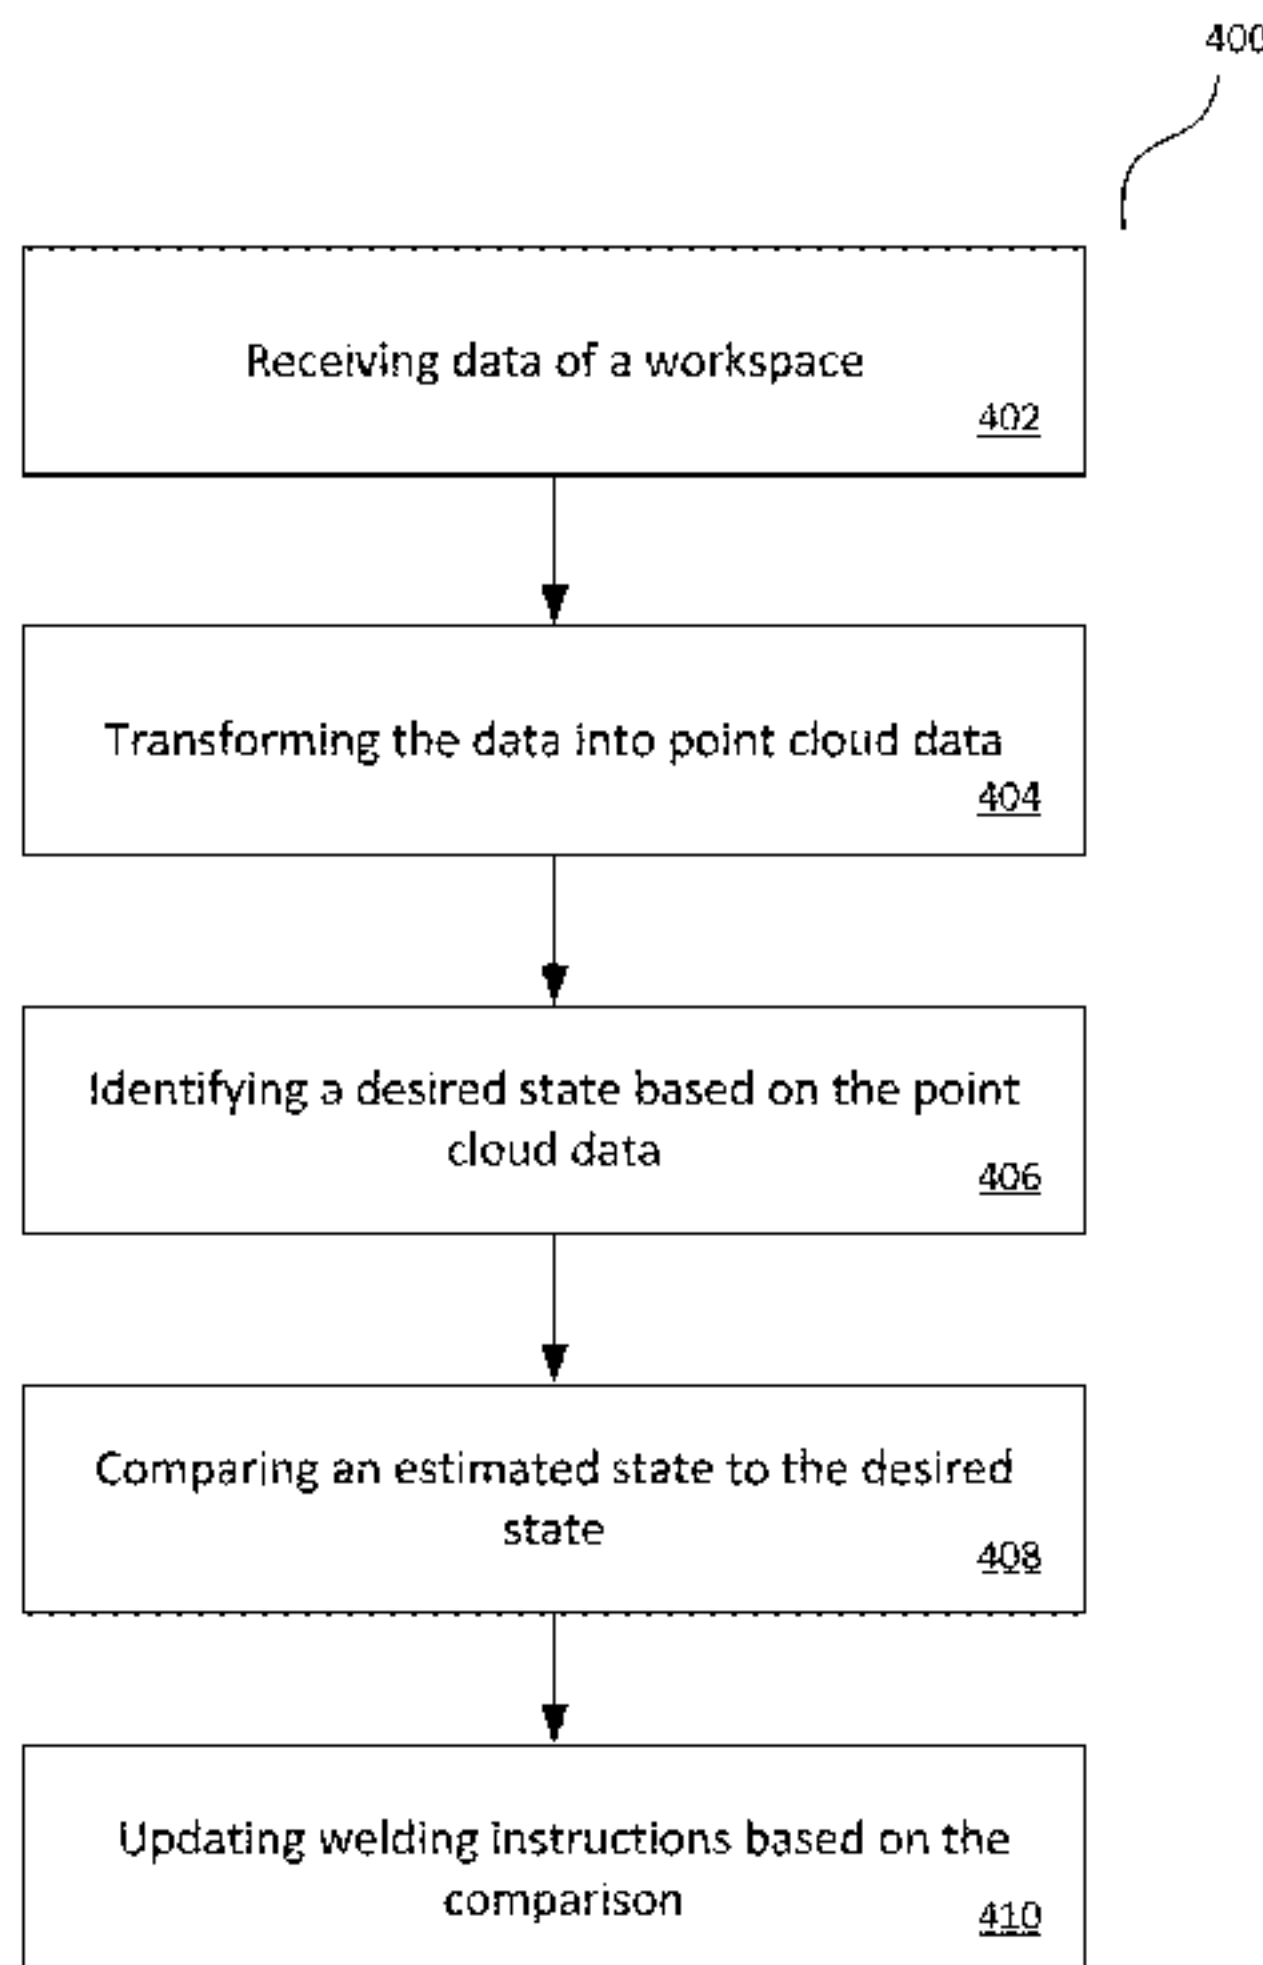 400
Receiving data of a workspace
402
Transforming the data into point cloud data
404
Identifying a desired state based on the point
cloud data
406
Comparing an estimated state to the desired
state
408
Updating welding instructions based on the
comparison
410